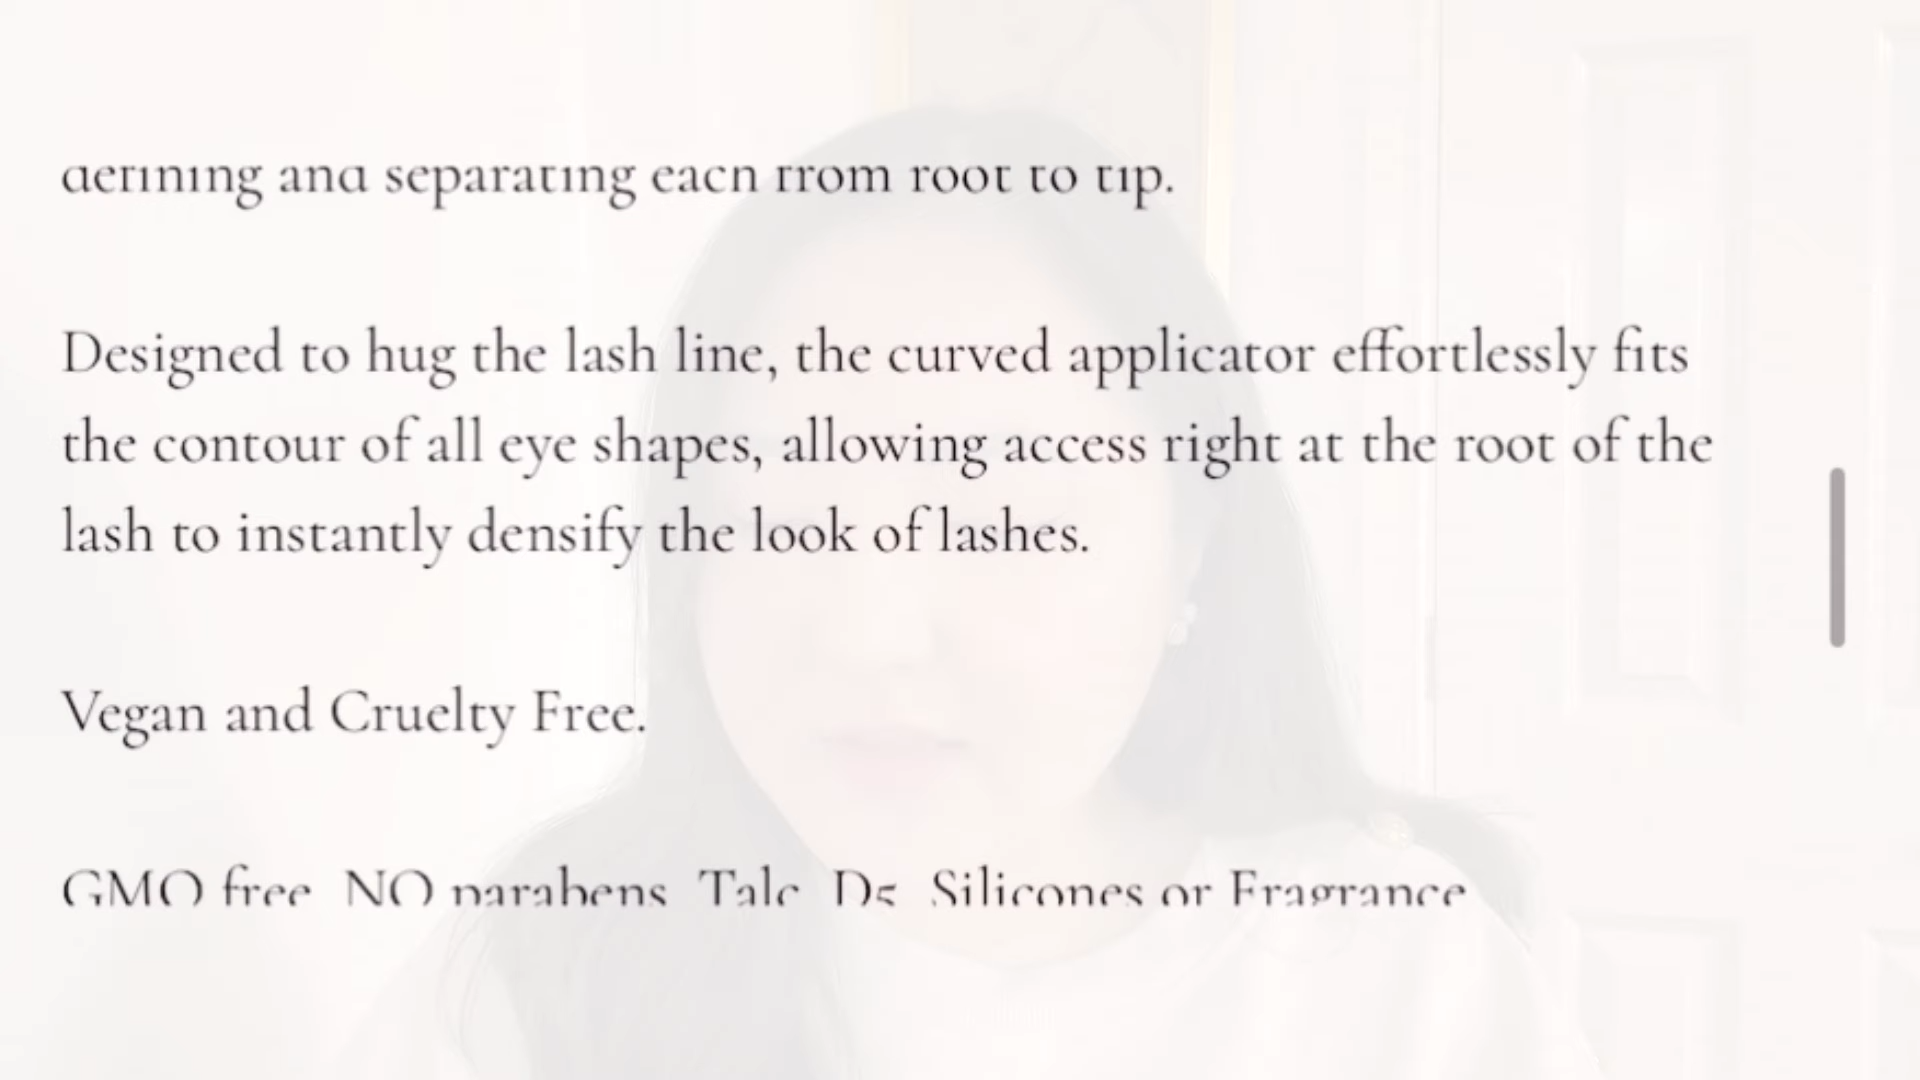 defining and separating each from root to tip.
Designed to hug the lash line, the curved applicator effortlessly fits
the contour of all eye shapes, allowing access right at the root of the
lash to instantly densify the look of lashes.
Vegan and Cruelty Free.
GMO free NO parabens Talc D5 Silicones or Fragrance